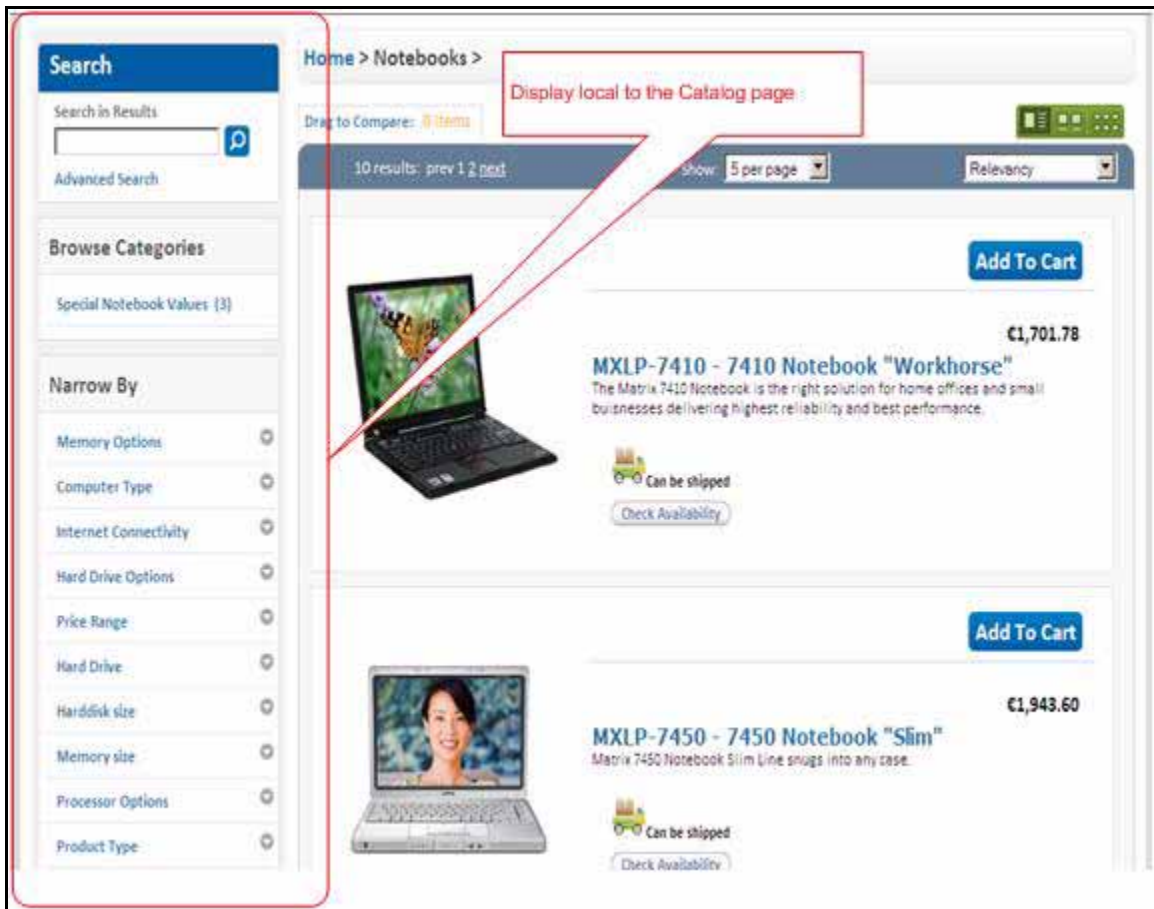 Search
Search in Results
Advanced Search
Browse Categories
Special Notebook Values (3)
Narrow By
Memory Options
Computer Type
Internet Connectivity
Hard Drive Options
Price Range
Hard Drive
Harddisk size
Memory size
Processor Options
Product Type
Home > Notebooks >
Display local to the Catalog page
Drag to Compare: 0 items
10 results: prev 1 2 next
show: 5 per page
Relevancy
Add To Cart
€1,701.78
MXLP-7410 - 7410 Notebook "Workhorse"
The Matrix 7410 Notebook is the right solution for home offices and small
buisnesses delivering highest reliability and best performance.
Can be shipped
Check Availability
Add To Cart
€1,943.60
MXLP-7450 - 7450 Notebook "Slim"
Matrix 7450 Notebook Slim Line snugs into any case.
Can be shipped
Check Availability